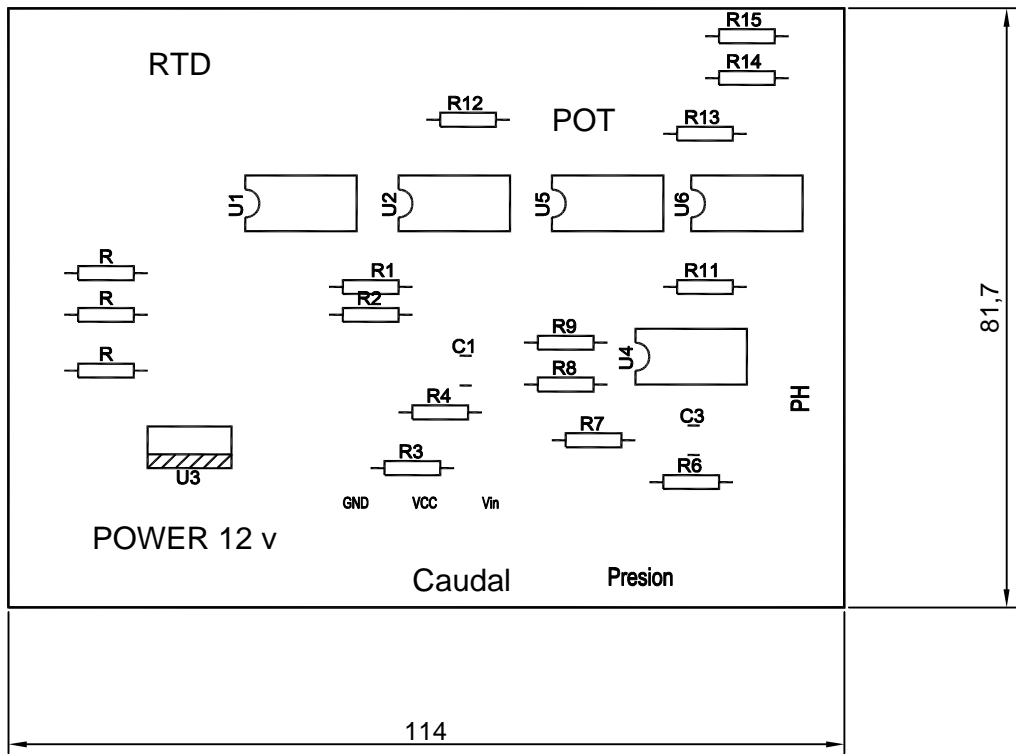 R15
RTD
R14
R12
POT
R13
U1
U2
U5
U6
R
R1
R11
R
R2
81,7
R9
C1
U4
R
R8
PH
R4
C3
R7
R3
R6
U3
GND VCC Vin
POWER 12 v
Caudal
Presion
114